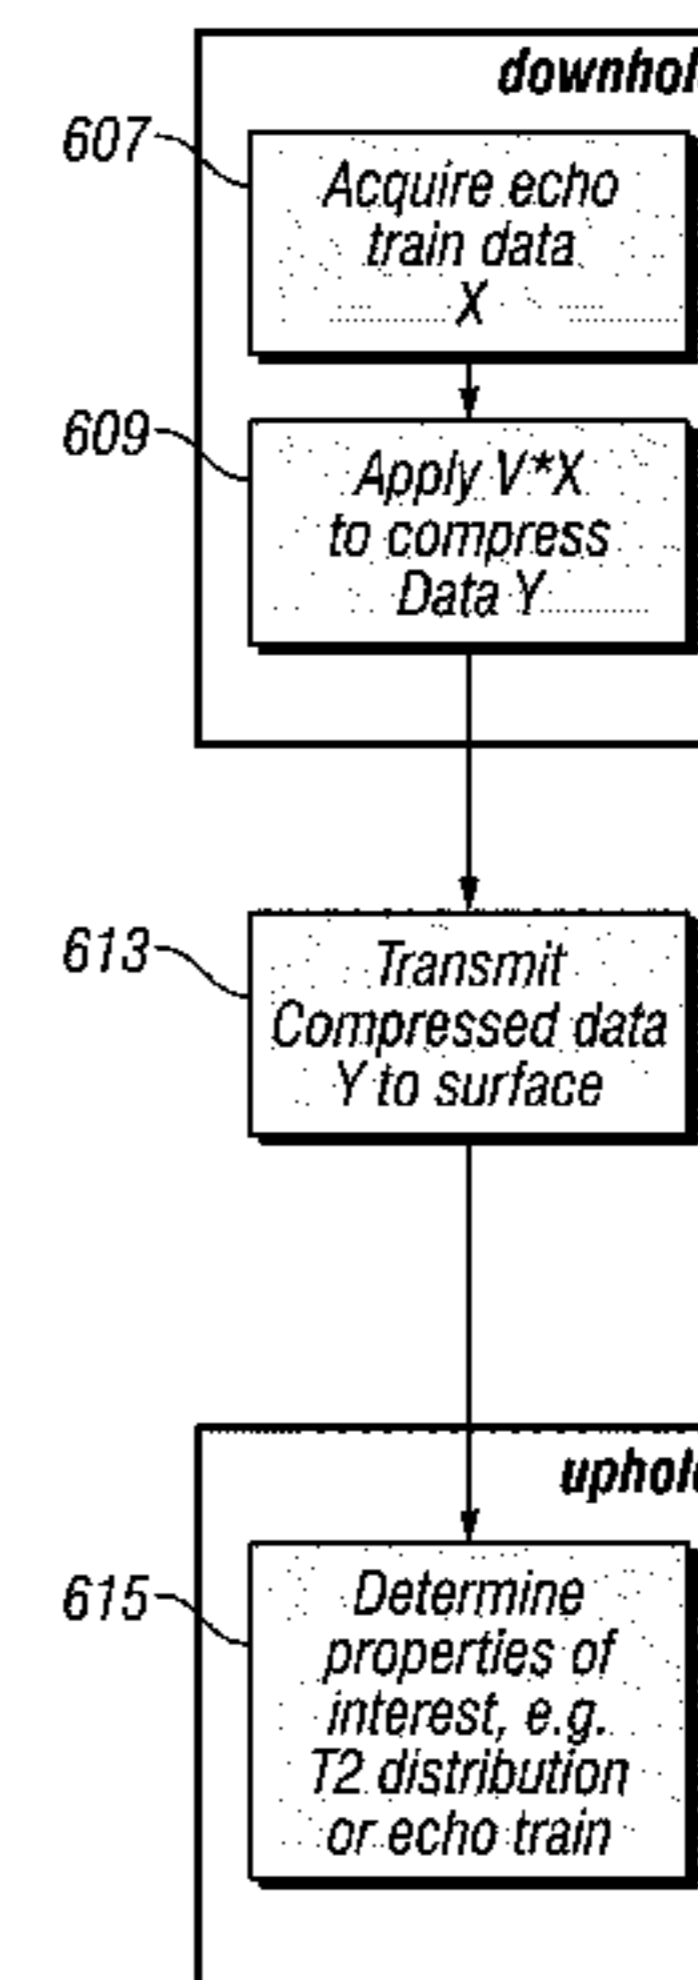 downhol
607
Acquire echo
train data
X
609
Apply V*X
to compress
Data Y
613
Transmit
Compressed data
Y to surface
uphol
615
Determine
properties of
interest, e.g.
T2 distribution
or echo train